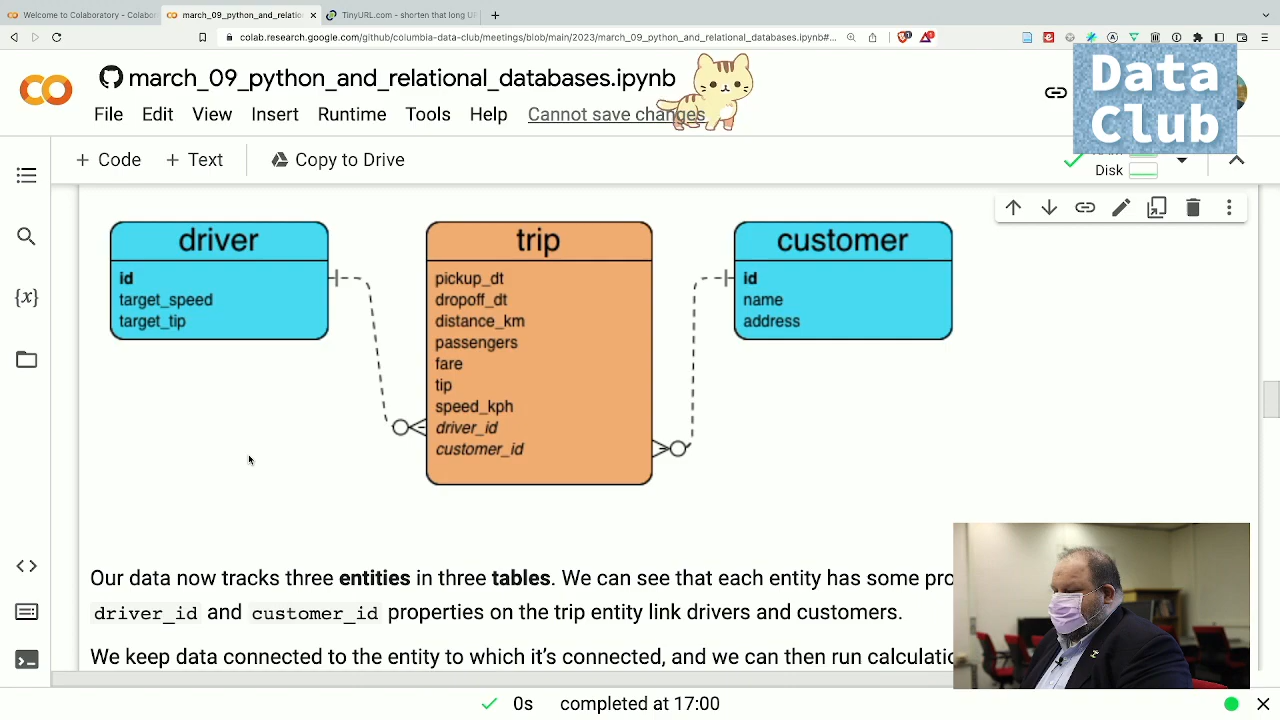 Welcome to Colaboratory - Colabor
march_09_python_and_relatio
TinyURL.com - shorten that long U
colab.research.google.com/github/columbia-data-club/meetings/blob/main/2023/march_09_python_and_relational_databases.ipynb#...
march_09_python_and_relational_databases.ipynb
File Edit View Insert Runtime Tools Help Cannot save changes
Data
Club
+ Code + Text Copy to Drive
Disk
driver
id
target_speed
target_tip
trip
pickup_dt
dropoff_dt
distance_km
passengers
fare
tip
speed_kph
driver_id
customer_id
customer
id
name
address
{x}
Our data now tracks three entities in three tables. We can see that each entity has some pro
driver_id and customer_id properties on the trip entity link drivers and customers.
We keep data connected to the entity to which it's connected, and we can then run calculatio
0s completed at 17:00